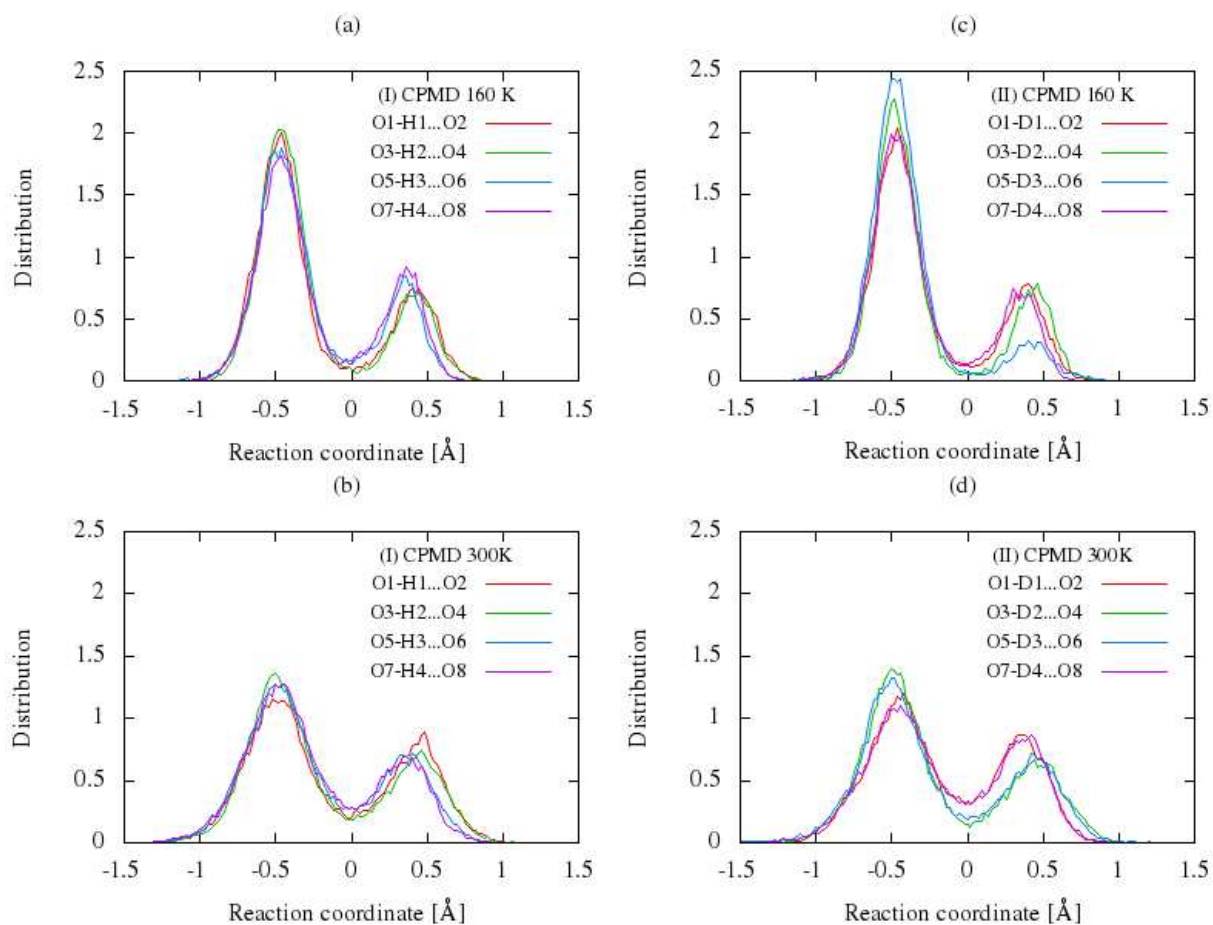 (a)
2.5
2
1.5
1
0.5
0
Distribution
(I) CPMD 160 K
O1-H1...O2
O3-H2...O4
O5-H3...O6
O7-H4...O8
-1.5 -1 -0.5 0 0.5 1 1.5
Reaction coordinate [Å]
(c)
2.5
2
1.5
1
0.5
0
Distribution
(II) CPMD 160 K
O1-D1...O2
O3-D2...O4
O5-D3...O6
O7-D4...O8
-1.5 -1 -0.5 0 0.5 1 1.5
Reaction coordinate [Å]
(b)
2.5
2
1.5
1
0.5
0
Distribution
(I) CPMD 300K
O1-H1...O2
O3-H2...O4
O5-H3...O6
O7-H4...O8
-1.5 -1 -0.5 0 0.5 1 1.5
Reaction coordinate [Å]
(d)
2.5
2
1.5
1
0.5
0
Distribution
(II) CPMD 300K
O1-D1...O2
O3-D2...O4
O5-D3...O6
O7-D4...O8
-1.5 -1 -0.5 0 0.5 1 1.5
Reaction coordinate [Å]